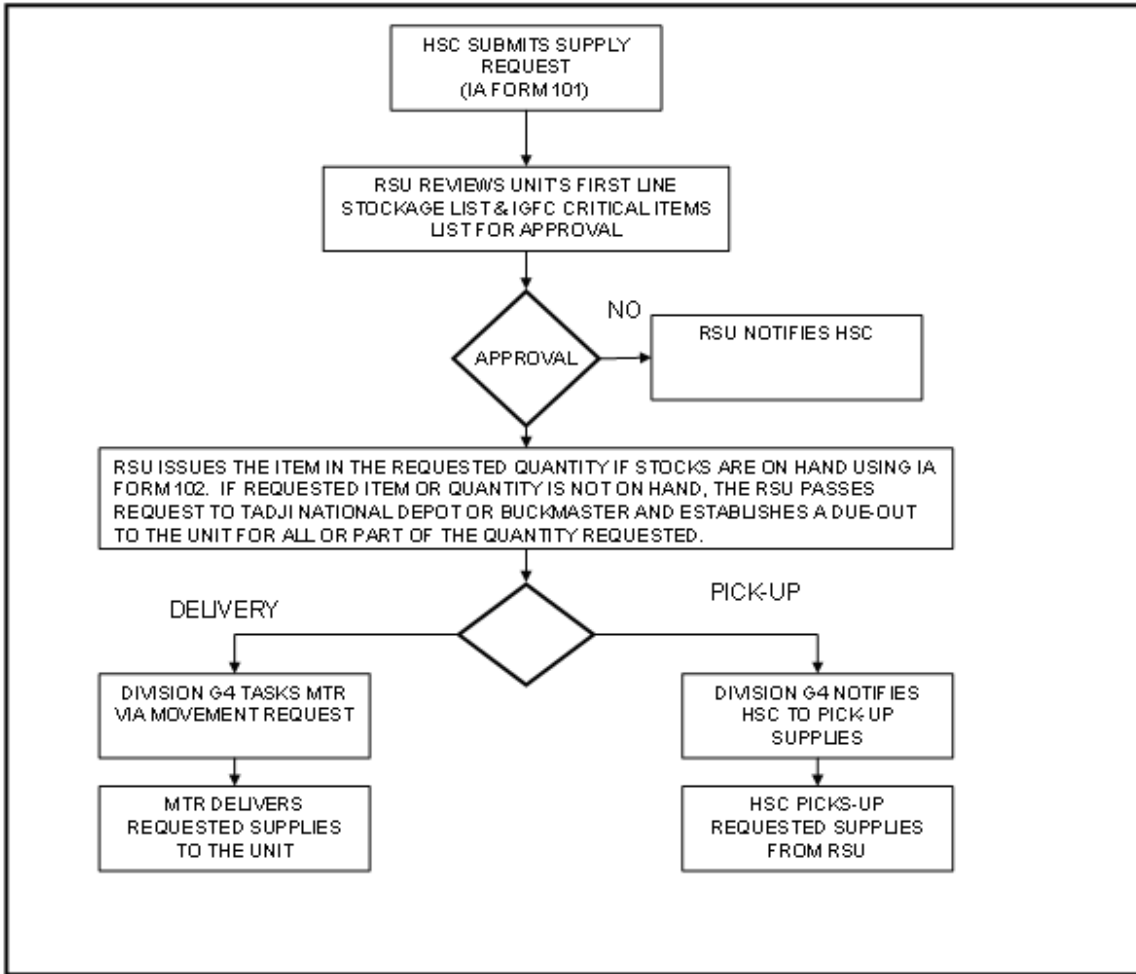 HSC SUBMITS SUPPLY
REQUEST
(IA FORM 101)
RSU REVIEWS UNIT'S FIRST LINE
STOCKAGE LIST & IGFC CRITICAL ITEMS
LIST FOR APPROVAL
NO
APPROVAL
RSU NOTIFIES HSC
RSU ISSUES THE ITEM IN THE REQUESTED QUANTITY IF STOCKS ARE ON HAND USING IA
FORM 102. IF REQUESTED ITEM OR QUANTITY IS NOT ON HAND, THE RSU PASSES
REQUEST TO TADJI NATIONAL DEPOT OR BUCKMASTER AND ESTABLISHES A DUE-OUT
TO THE UNIT FOR ALL OR PART OF THE QUANTITY REQUESTED.
DELIVERY
PICK-UP
DIVISION G4 TASKS MTR
VIA MOVEMENT REQUEST
DIVISION G4 NOTIFIES
HSC TO PICK-UP
SUPPLIES
MTR DELIVERS
REQUESTED SUPPLIES
TO THE UNIT
HSC PICKS-UP
REQUESTED SUPPLIES
FROM RSU